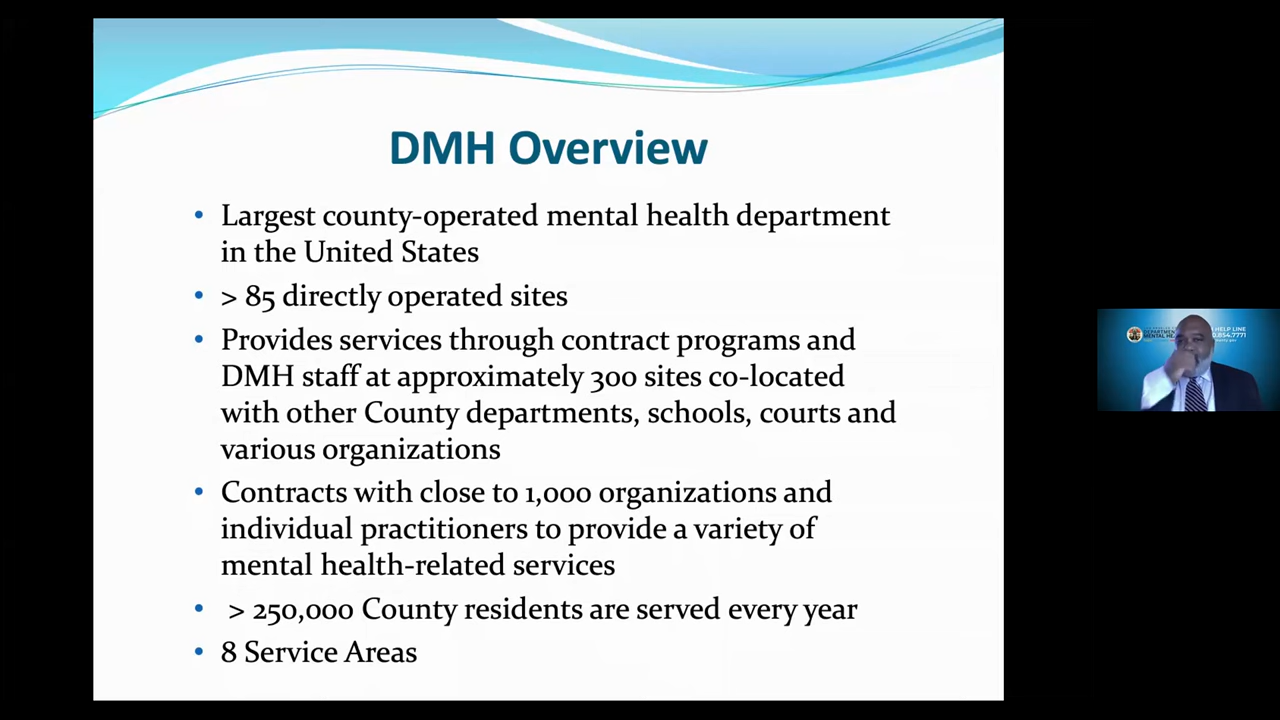 DMH Overview
• Largest county-operated mental health department
in the United States
• > 85 directly operated sites
• Provides services through contract programs and
DMH staff at approximately 300 sites co-located
with other County departments, schools, courts and
various organizations
• Contracts with close to 1,000 organizations and
individual practitioners to provide a variety of
mental health-related services
• > 250,000 County residents are served every year
• 8 Service Areas
HELP LINE
MENTAL